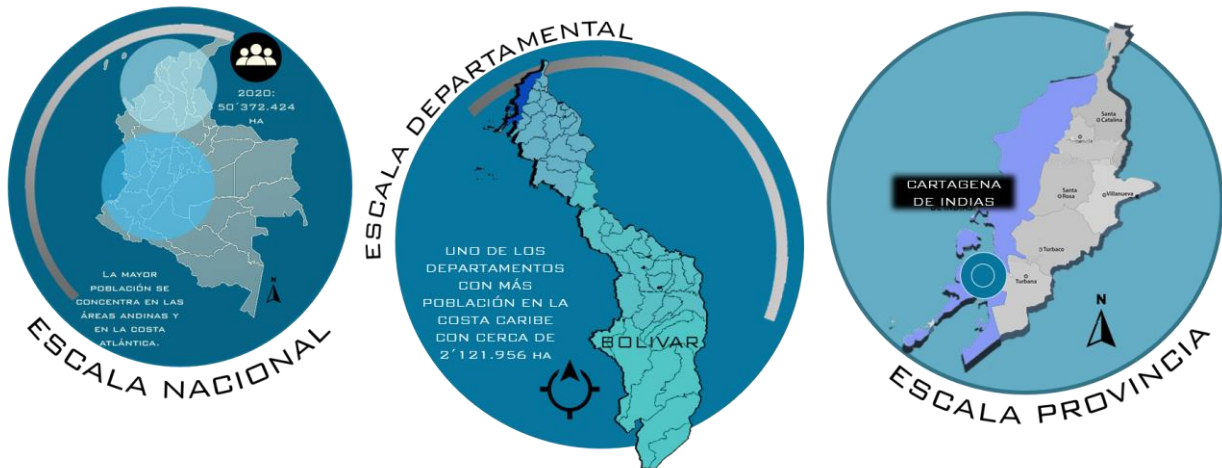 2020:
50´372.424
HA
LA MAYOR
POBLACIÓN SE
CONCENTRA EN LAS
ÁREAS ANDINAS Y
EN LA COSTA
ATLÁNTICA.
N
ESCALA NACIONAL
ESCALA DEPARTAMENTAL
UNO DE LOS
DEPARTAMENTOS
CON MÁS
POBLACIÓN EN LA
COSTA CARIBE
CON CERCA DE
2´121.956 HA
BOLIVAR
Santa
Catalina
CARTAGENA
DE INDIAS
Santa
Rosa
Villanueva
Turbaco
Turbana
N
ESCALA PROVINCIA